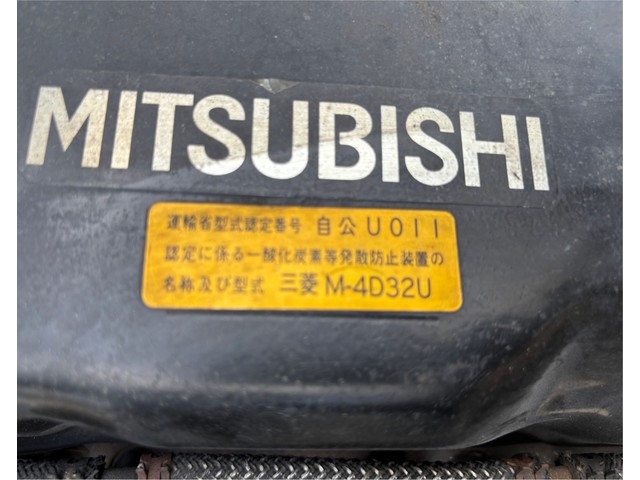 MITSUBISHI
運輸省型式認定番号 自公U011
認定に係る一酸化炭素等発散防止装置の
名称及び型式 三菱 M-4D32U